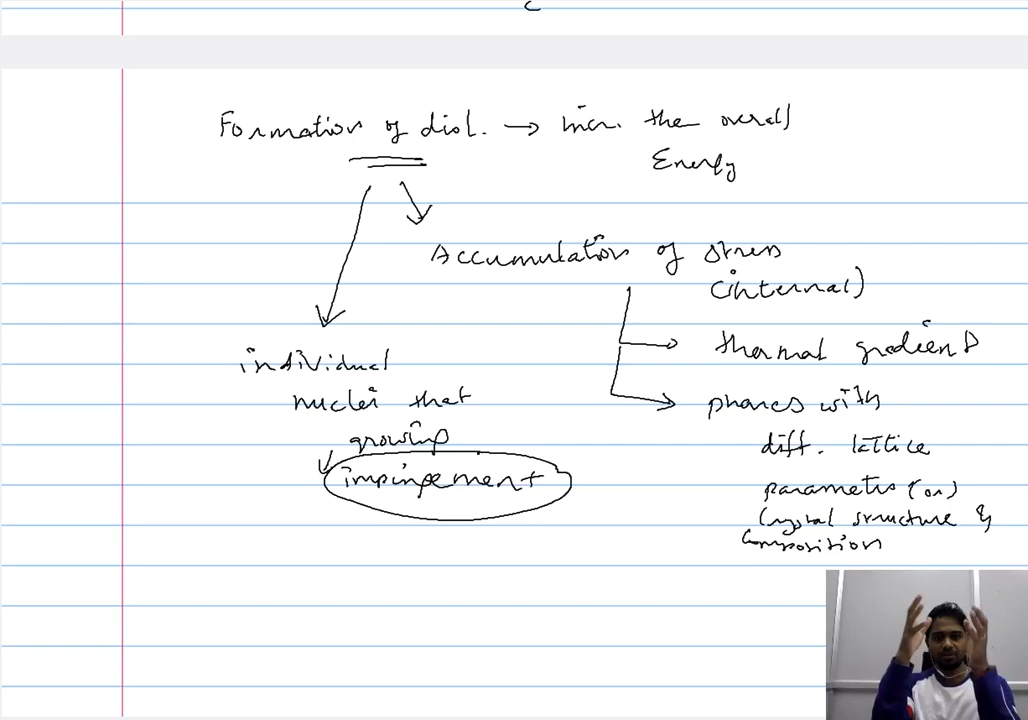 Formation of disl. → incr. the overall
Energy
Accumulation of stress
(internal)
thermal gradient
individual
nuclei that
growing
impingement
phases with
diff. lattice
parameters (or)
Crystal structure &
composition